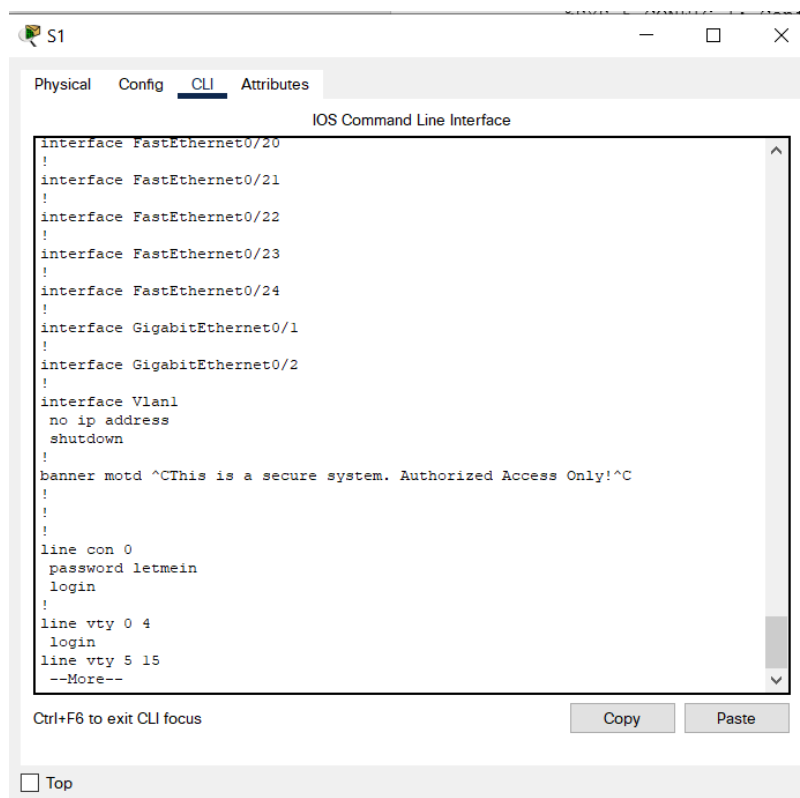 S1
Physical Config CLI Attributes
IOS Command Line Interface
interface FastEthernet0/20
!
interface FastEthernet0/21
!
interface FastEthernet0/22
!
interface FastEthernet0/23
!
interface FastEthernet0/24
!
interface GigabitEthernet0/1
!
interface GigabitEthernet0/2
!
interface Vlan1
no ip address
shutdown
!
banner motd ^CThis is a secure system. Authorized Access Only!^C
!
!
!
line con 0
password letmein
login
!
line vty 0 4
login
line vty 5 15
--More--
Ctrl+F6 to exit CLI focus
Copy Paste
Top